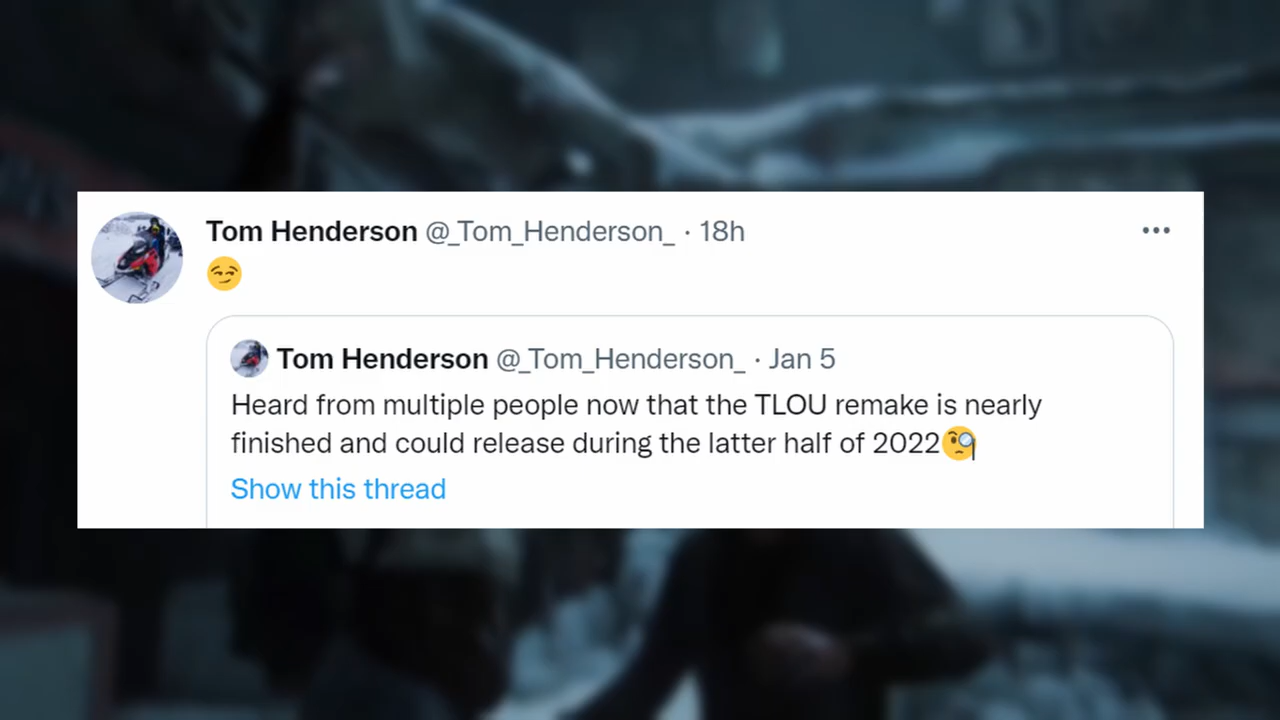 Tom Henderson @_Tom_Henderson_ · 18h
😏
Tom Henderson @_Tom_Henderson_ · Jan 5
Heard from multiple people now that the TLOU remake is nearly
finished and could release during the latter half of 2022🧐
Show this thread